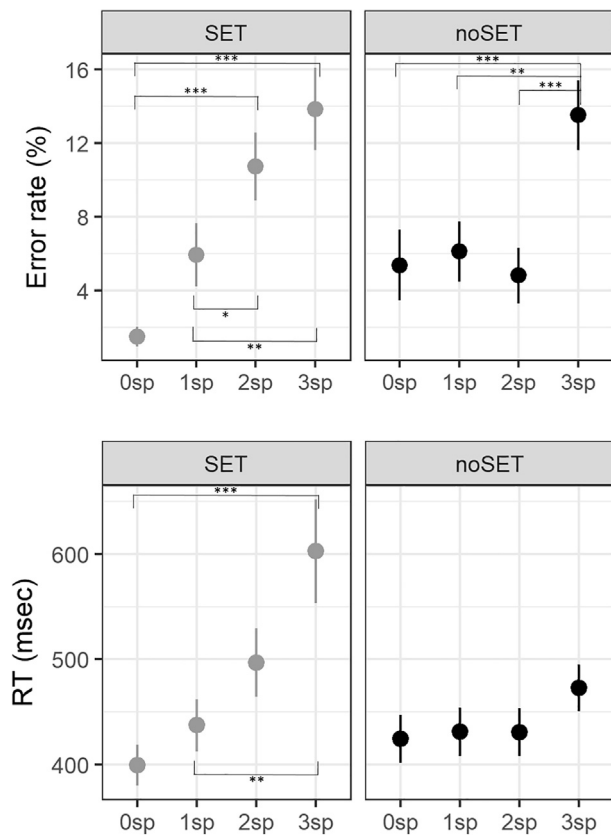 SET noSET
*** ***
*** **
***
16
12
8
4
Error rate (%)
*
**
0sp 1sp 2sp 3sp 0sp 1sp 2sp 3sp
SET noSET
***
600
500
400
RT (msec)
**
0sp 1sp 2sp 3sp 0sp 1sp 2sp 3sp